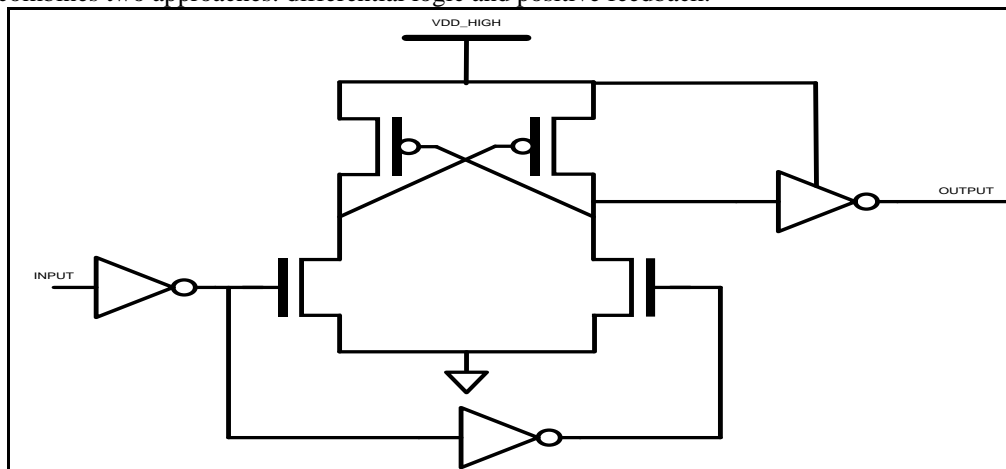 combines two approaches: differential logic and positive feedback.
VDD_HIGH
OUTPUT
INPUT